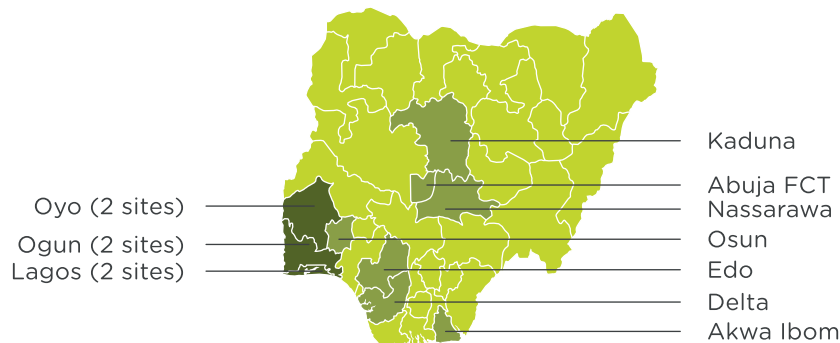 Oyo (2 sites)
Ogun (2 sites)
Lagos (2 sites)
Kaduna
Abuja FCT
Nassarawa
Osun
Edo
Delta
Akwa Ibom